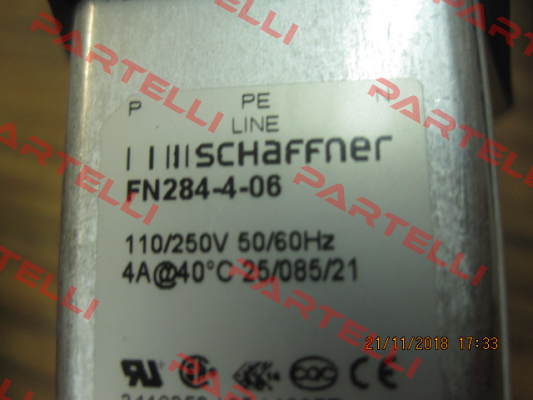 P PE N
LINE
SCHaFFner
FN284-4-06
110/250V 50/60Hz
4A@40°C 25/085/21
21/11/2018 17:33
PARTELLI
PARTELLI
PARTELLI
PARTELLI
PARTELLI